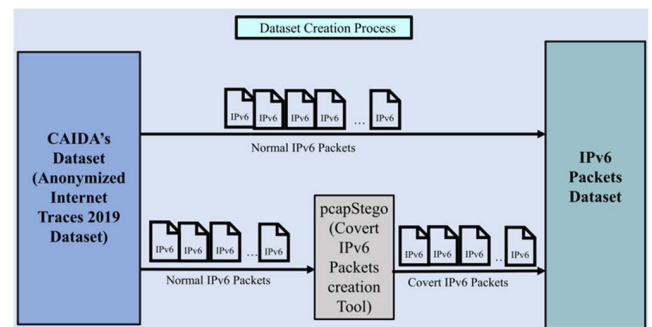 Dataset Creation Process
CAIDA's
Dataset
(Anonymized
Internet
Traces 2019
Dataset)
IPv6 IPv6 IPv6 IPv6 ... IPv6
Normal IPv6 Packets
IPv6 IPv6 IPv6 ... IPv6
Normal IPv6 Packets
pcapStego
(Covert
IPv6
Packets
creation
Tool)
IPv6 IPv6 IPv6 ... IPv6
Covert IPv6 Packets
IPv6
Packets
Dataset